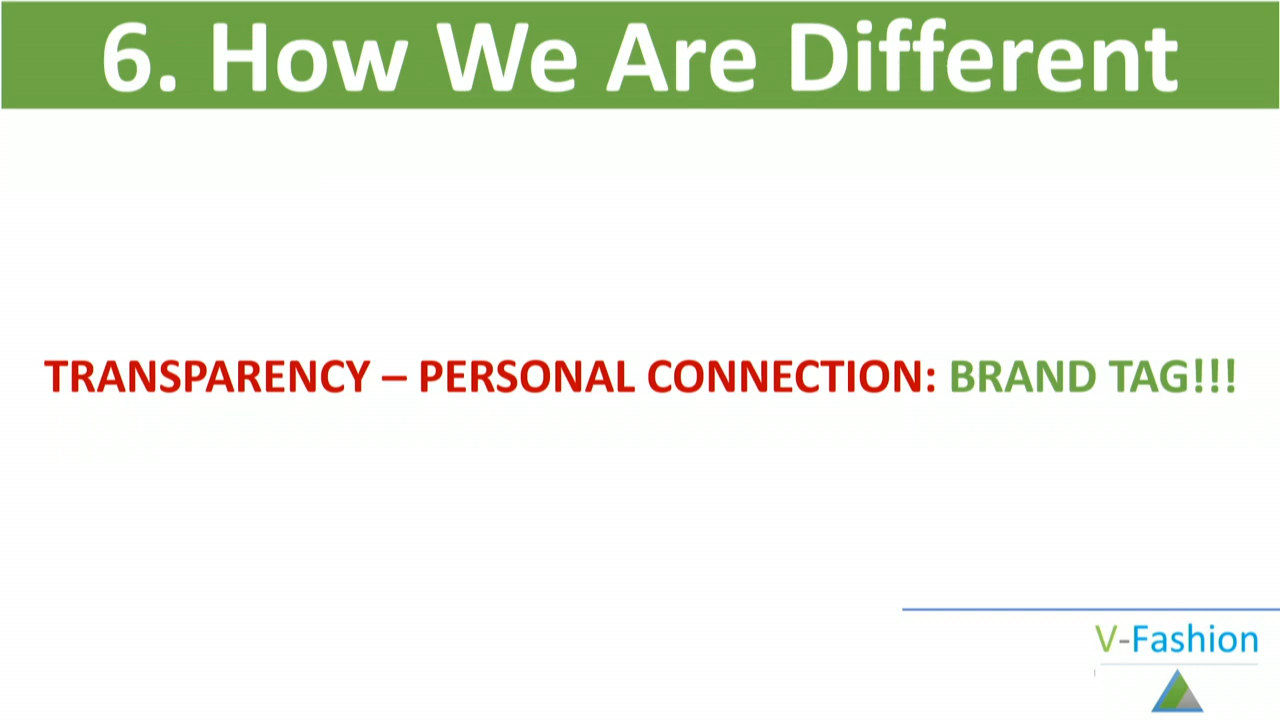 6. How We Are Different
TRANSPARENCY – PERSONAL CONNECTION: BRAND TAG!!!
V-Fashion